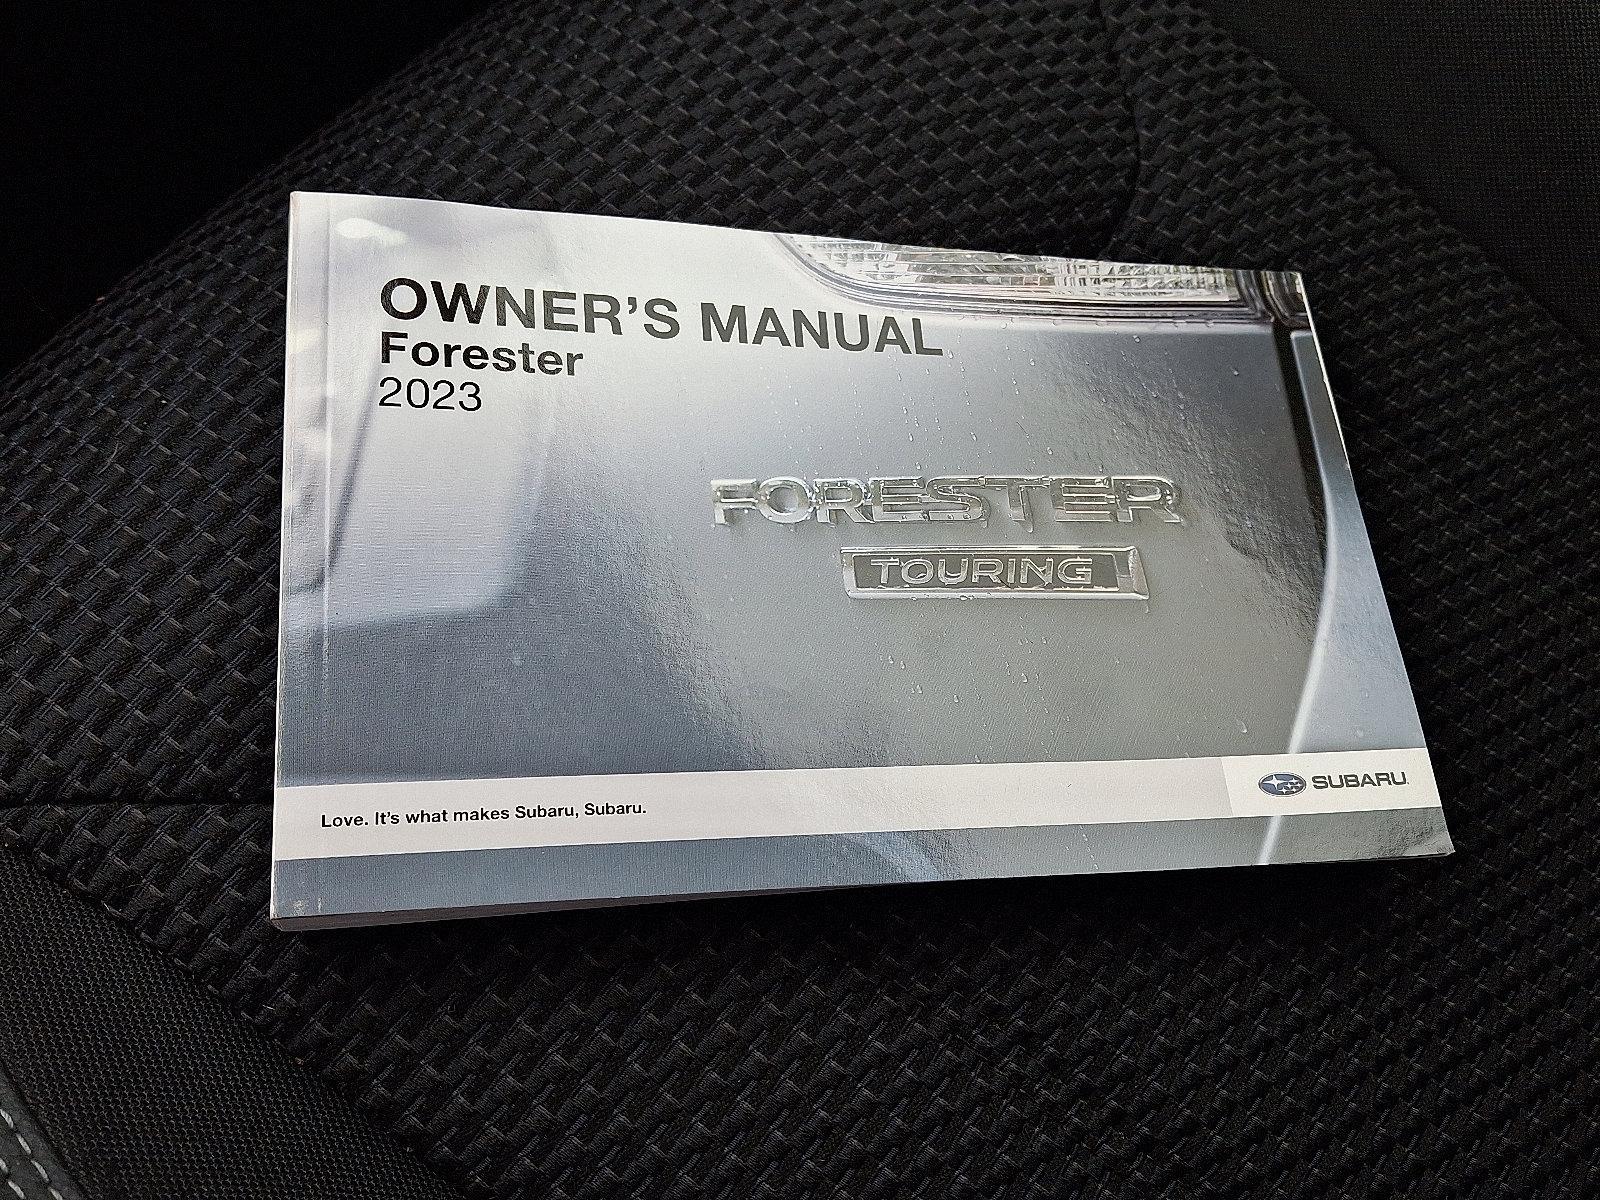 OWNER'S MANUAL
Forester
2023
FORESTER
TOURING
Love. It's what makes Subaru, Subaru.
SUBARU